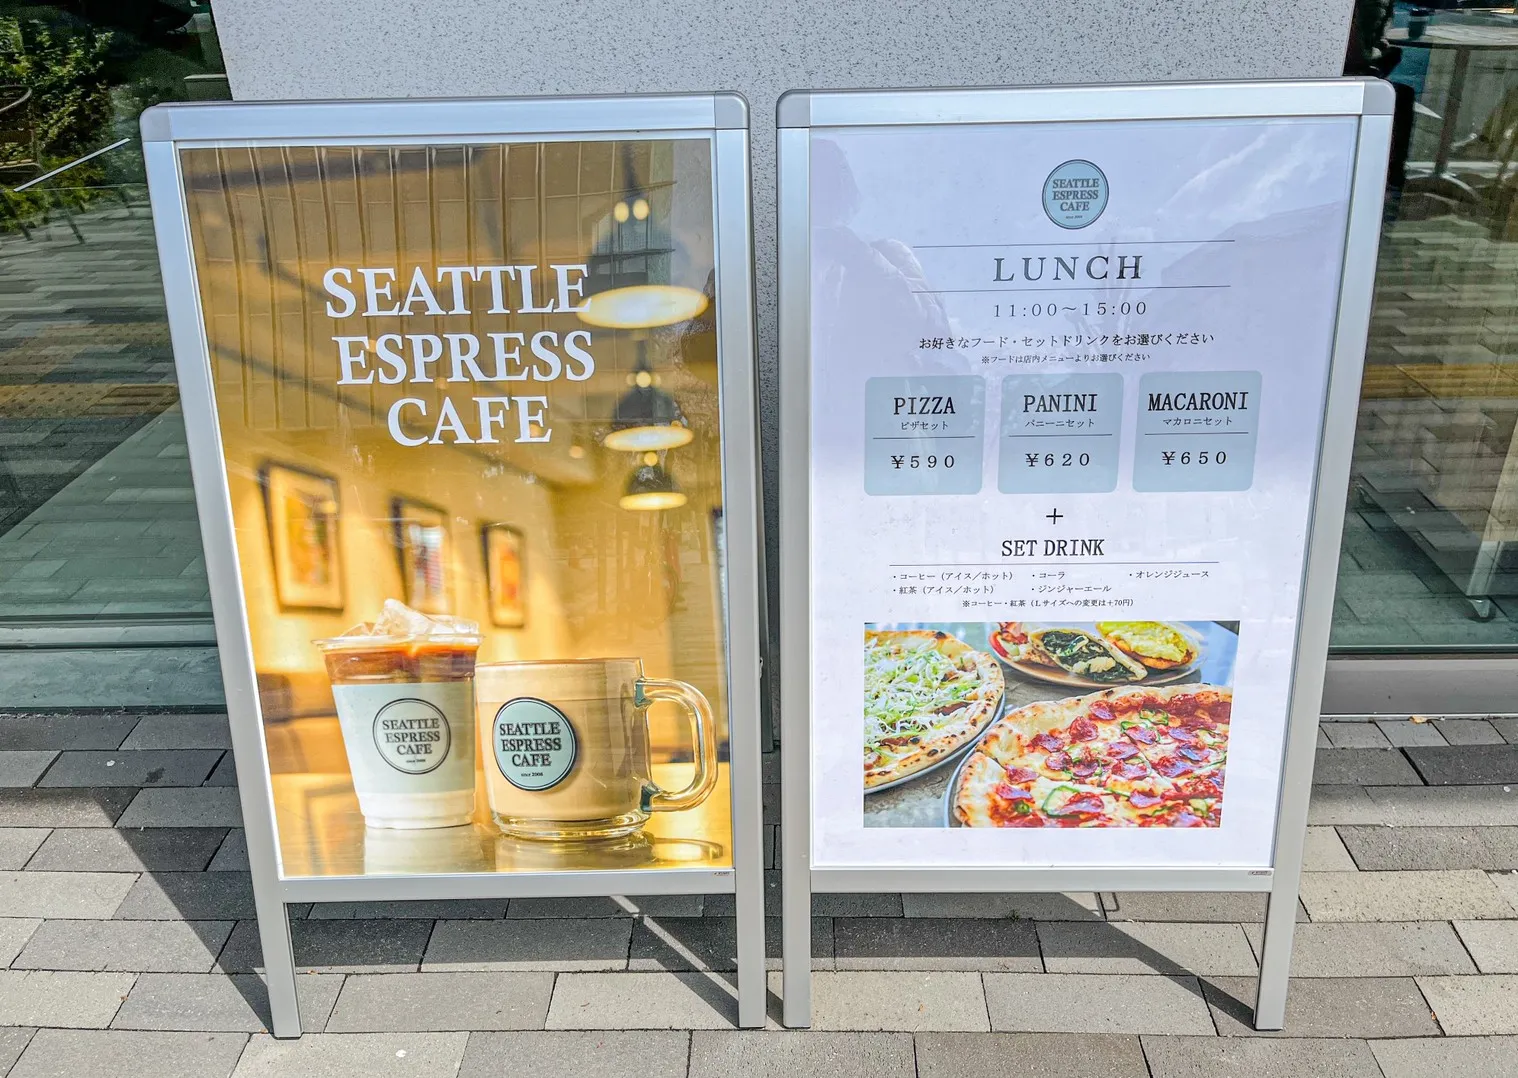 SEATTLE
ESPRESS
CAFE
SEATTLE
ESPRESS
CAFE
since 2006
SEATTLE
ESPRESS
CAFE
since 2006
SEATTLE
ESPRESS
CAFE
LUNCH
11:00～15:00
お好きなフード・セットドリンクをお選びください
※フードは店内メニューよりお選びください
PIZZA
ピザセット
¥590
PANINI
パニーニセット
¥620
MACARONI
マカロニセット
¥650
+
SET DRINK
・コーヒー（アイス／ホット） ・コーラ ・オレンジジュース
・紅茶（アイス／ホット） ・ジンジャーエール
※コーヒー・紅茶（Lサイズへの変更は＋70円）